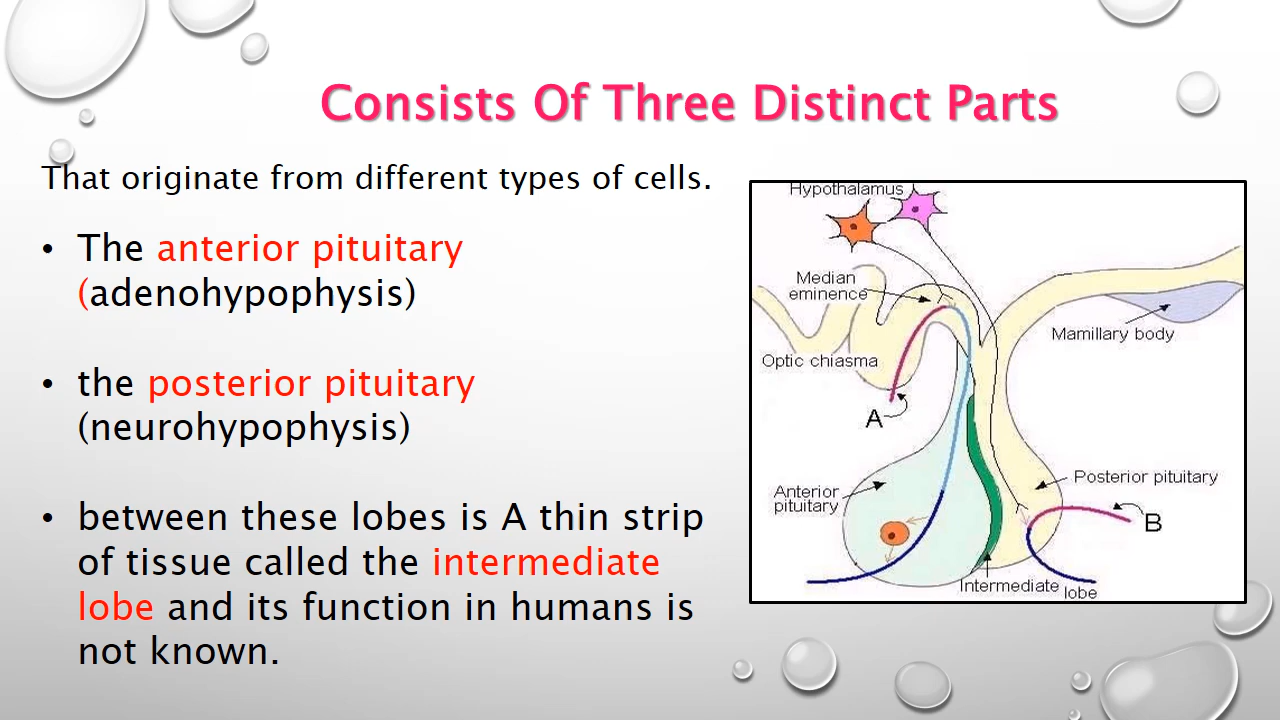 Consists Of Three Distinct Parts
That originate from different types of cells.
• The anterior pituitary
(adenohypophysis)
• the posterior pituitary
(neurohypophysis)
• between these lobes is A thin strip
of tissue called the intermediate
lobe and its function in humans is
not known.
Hypothalamus
Median
eminence
Mamillary body
Optic chiasma
A
Posterior pituitary
Anterior
pituitary
B
Intermediate lobe